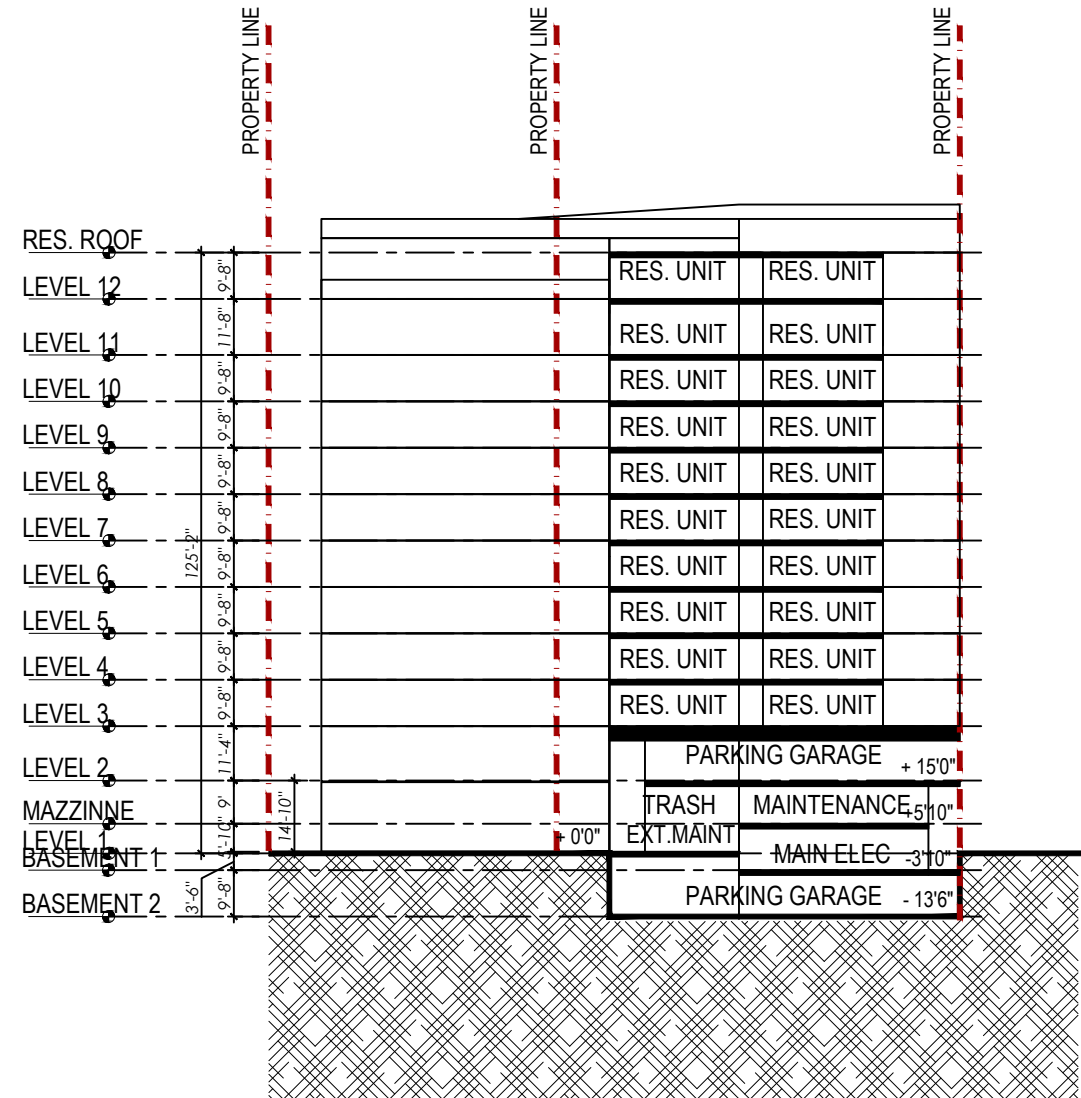 PROPERTY LINE
PROPERTY LINE
PROPERTY LINE
RES. ROOF
9'-8"
RES. UNIT RES. UNIT
LEVEL 12
11'-8"
RES. UNIT RES. UNIT
LEVEL 11
9'-8"
RES. UNIT RES. UNIT
LEVEL 10
9'-8"
RES. UNIT RES. UNIT
LEVEL 9
9'-8"
RES. UNIT RES. UNIT
LEVEL 8
9'-8"
RES. UNIT RES. UNIT
LEVEL 7
125'-2"
9'-8"
RES. UNIT RES. UNIT
LEVEL 6
9'-8"
RES. UNIT RES. UNIT
LEVEL 5
9'-8"
RES. UNIT RES. UNIT
LEVEL 4
9'-8"
RES. UNIT RES. UNIT
LEVEL 3
11'-4"
PARKING GARAGE + 15'0"
LEVEL 2
9'
14'-10"
TRASH MAINTENANCE +5'10"
MAZZINNE
5'-10"
+ 0'0" EXT.MAINT
LEVEL 1
MAIN ELEC -3'10"
BASEMENT 1
3'-6"
9'-8"
PARKING GARAGE - 13'6"
BASEMENT 2